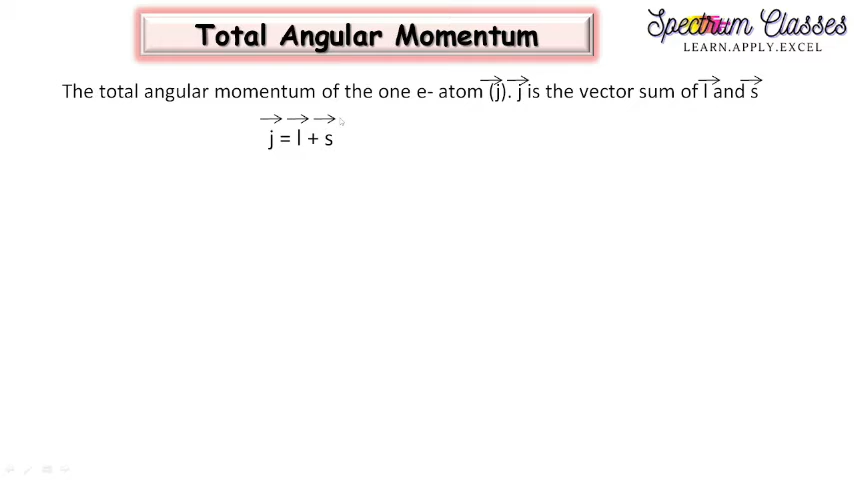 Total Angular Momentum
Spectrum Classes
LEARN.APPLY.EXCEL
The total angular momentum of the one e- atom (j). j is the vector sum of l and s
j = l + s